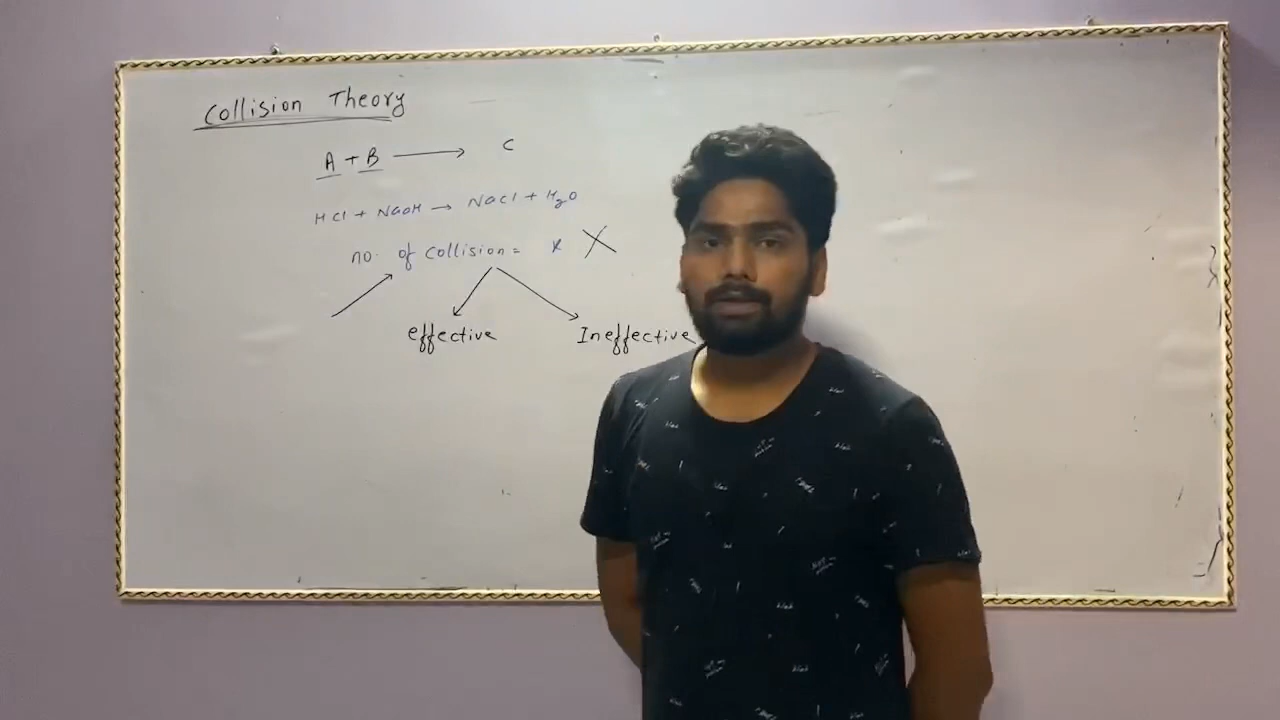 Collision Theory
A + B ⟶ C
HCl + NaOH → NaCl + H₂O
no. of collision = x X
effective Ineffective